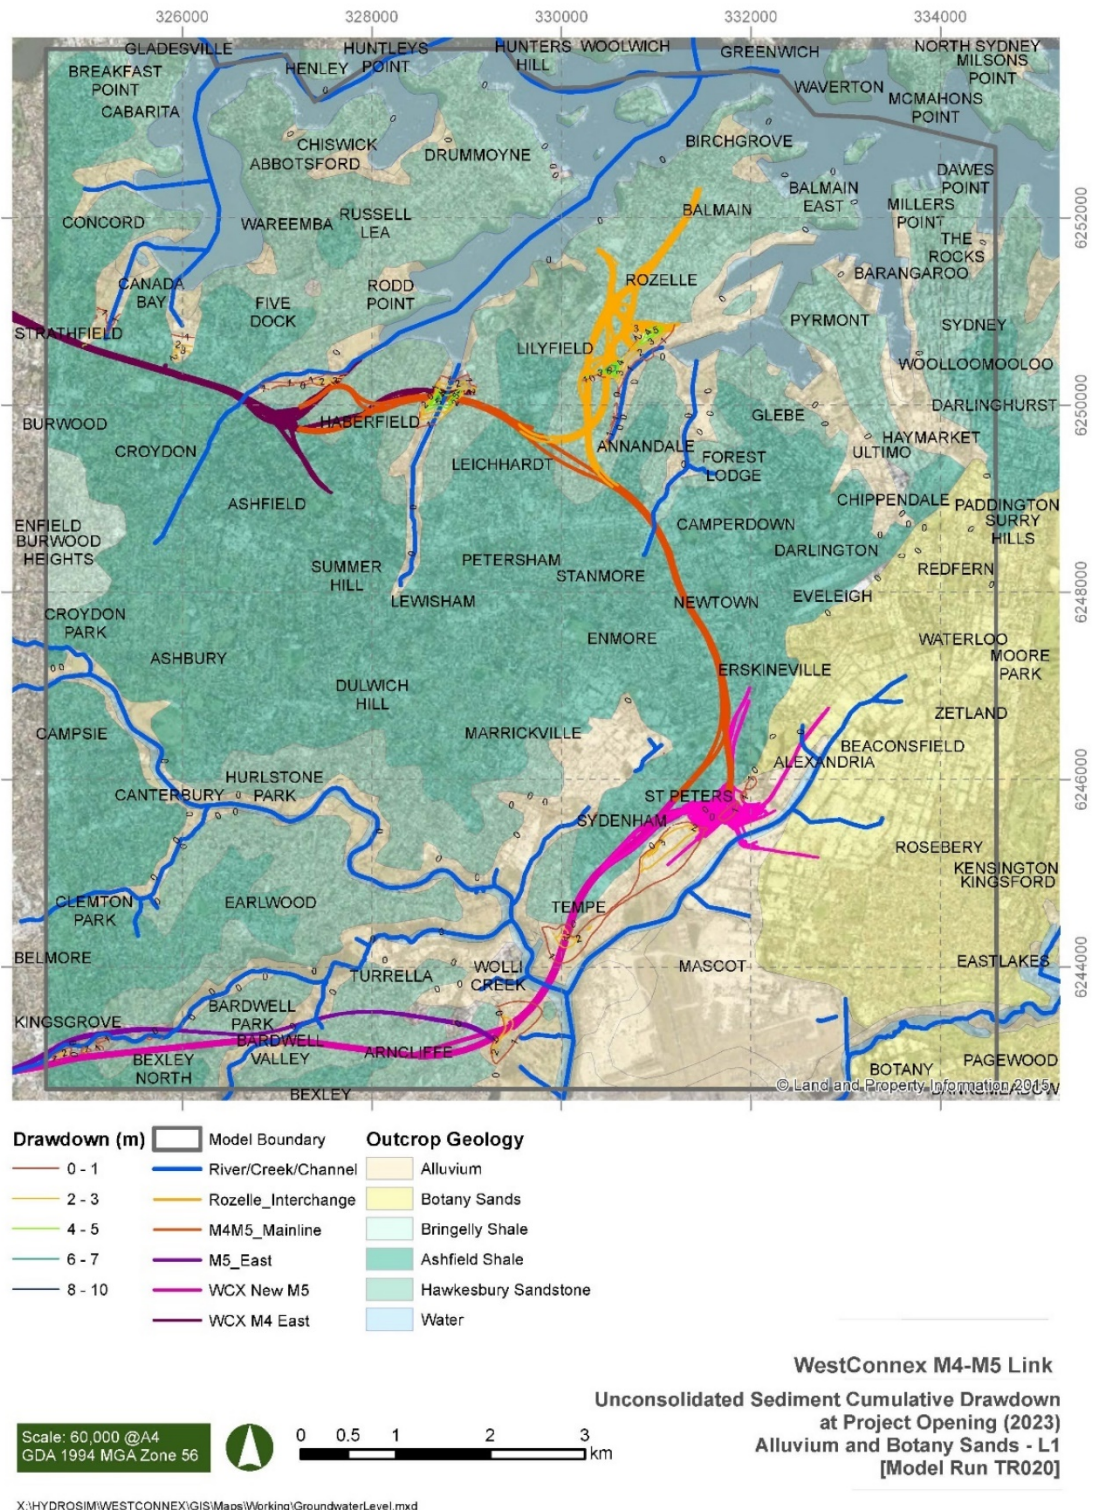 326000 328000 330000 332000 334000
GLADESVILLE
HUNTLEYS
POINT
HUNTERS
HILL
WOOLWICH
GREENWICH
NORTH SYDNEY
MILSONS
POINT
BREAKFAST
POINT
HENLEY
WAVERTON
CABARITA
MCMAHONS
POINT
CHISWICK
ABBOTSFORD
DRUMMOYNE
BIRCHGROVE
DAWES
POINT
BALMAIN
EAST
CONCORD
WAREEMBA
RUSSELL
LEA
BALMAIN
MILLERS
POINT
6252000
THE
ROCKS
CANADA
BAY
RODD
POINT
ROZELLE
BARANGAROO
FIVE
DOCK
PYRMONT
SYDNEY
STRATHFIELD
LILYFIELD
WOOLLOOMOOLOO
BURWOOD
HABERFIELD
GLEBE
DARLINGHURST
6250000
CROYDON
LEICHHARDT
ANNANDALE
FOREST
LODGE
HAYMARKET
ULTIMO
ASHFIELD
CHIPPENDALE
PADDINGTON
SURRY
HILLS
ENFIELD
BURWOOD
HEIGHTS
CAMPERDOWN
SUMMER
HILL
PETERSHAM
STANMORE
DARLINGTON
REDFERN
LEWISHAM
NEWTOWN
EVELEIGH
6248000
CROYDON
PARK
ASHBURY
ENMORE
ERSKINEVILLE
WATERLOO
MOORE
PARK
DULWICH
HILL
CAMPSIE
MARRICKVILLE
ZETLAND
BEACONSFIELD
ALEXANDRIA
HURLSTONE
PARK
CANTERBURY
ST PETERS
6246000
SYDENHAM
ROSEBERY
KENSINGTON
KINGSFORD
CLEMTON
PARK
EARLWOOD
TEMPE
BELMORE
TURRELLA
WOLLI
CREEK
MASCOT
EASTLAKES
6244000
KINGSGROVE
BARDWELL
PARK
BARDWELL
VALLEY
ARNCLIFFE
BEXLEY
NORTH
BEXLEY
BOTANY
PAGEWOOD
© Land and Property Information 2015
BANKSMEADOW
Drawdown (m)
0 - 1
2 - 3
4 - 5
6 - 7
8 - 10
Model Boundary
River/Creek/Channel
Rozelle_Interchange
M4M5_Mainline
M5_East
WCX New M5
WCX M4 East
Outcrop Geology
Alluvium
Botany Sands
Bringelly Shale
Ashfield Shale
Hawkesbury Sandstone
Water
WestConnex M4-M5 Link
Unconsolidated Sediment Cumulative Drawdown
at Project Opening (2023)
Alluvium and Botany Sands - L1
[Model Run TR020]
Scale: 60,000 @A4
GDA 1994 MGA Zone 56
0 0.5 1 2 3
km
X:\HYDROSIM\WESTCONNEX\GIS\Maps\Working\GroundwaterLevel.mxd